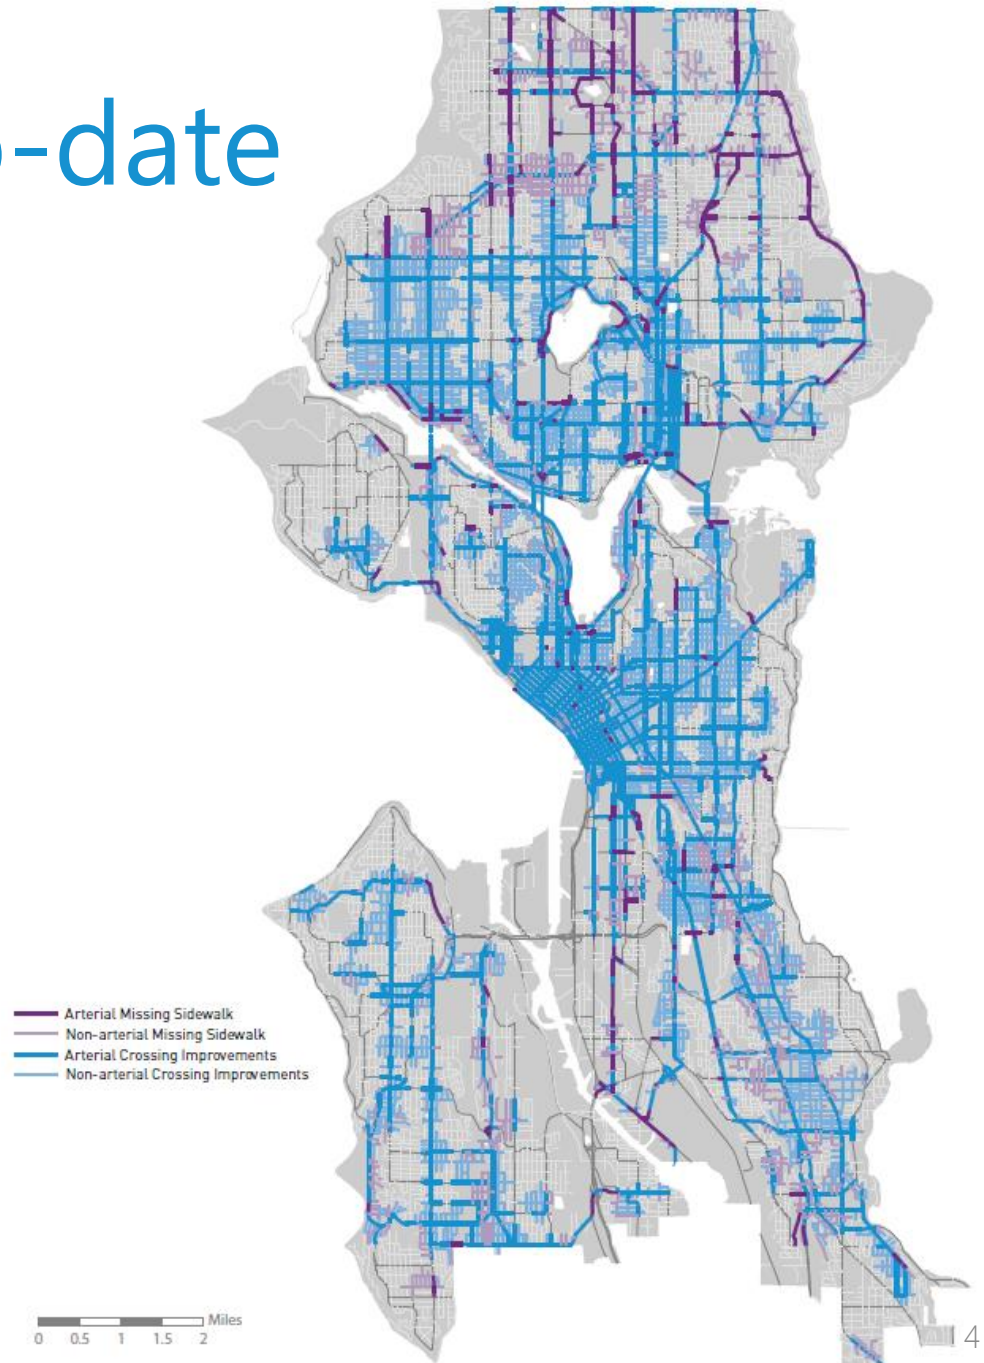 -date
Arterial Missing Sidewalk
Non-arterial Missing Sidewalk
Arterial Crossing Improvements
Non-arterial Crossing Improvements
Miles
0 0.5 1 1.5 2
14